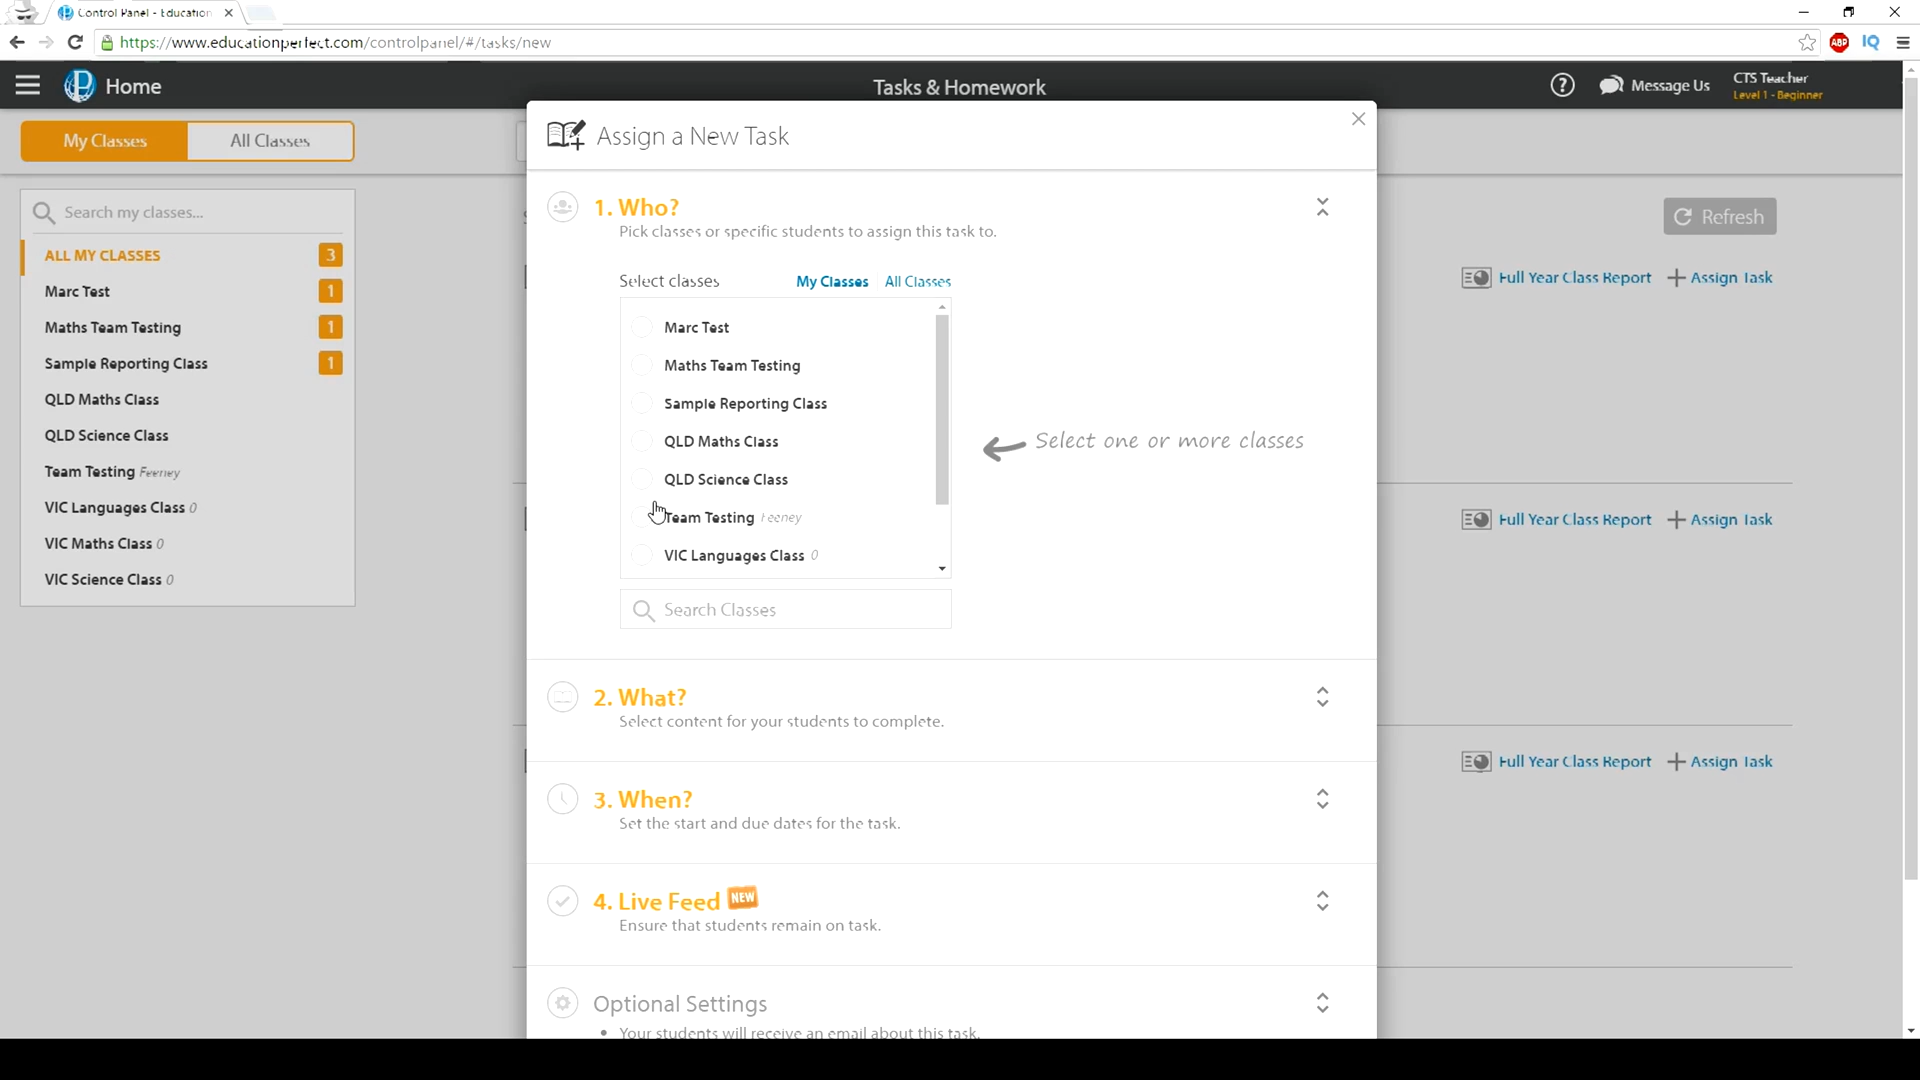 Control Panel - Education
https://www.educationperfect.com/controlpanel/#/tasks/new
ABP
IQ
Home
Tasks & Homework
Message Us
CTS Teacher
Level 1 - Beginner
My Classes
All Classes
Search my classes...
ALL MY CLASSES 3
Marc Test 1
Maths Team Testing 1
Sample Reporting Class 1
QLD Maths Class
QLD Science Class
Team Testing Feeney
VIC Languages Class 0
VIC Maths Class 0
VIC Science Class 0
Assign a New Task
1. Who?
Pick classes or specific students to assign this task to.
Select classes My Classes All Classes
Marc Test
Maths Team Testing
Sample Reporting Class
QLD Maths Class
QLD Science Class
Team Testing Feeney
VIC Languages Class 0
Search Classes
Select one or more classes
2. What?
Select content for your students to complete.
3. When?
Set the start and due dates for the task.
4. Live Feed NEW
Ensure that students remain on task.
Optional Settings
• Your students will receive an email about this task.
Refresh
Full Year Class Report + Assign Task
Full Year Class Report + Assign Task
Full Year Class Report + Assign Task